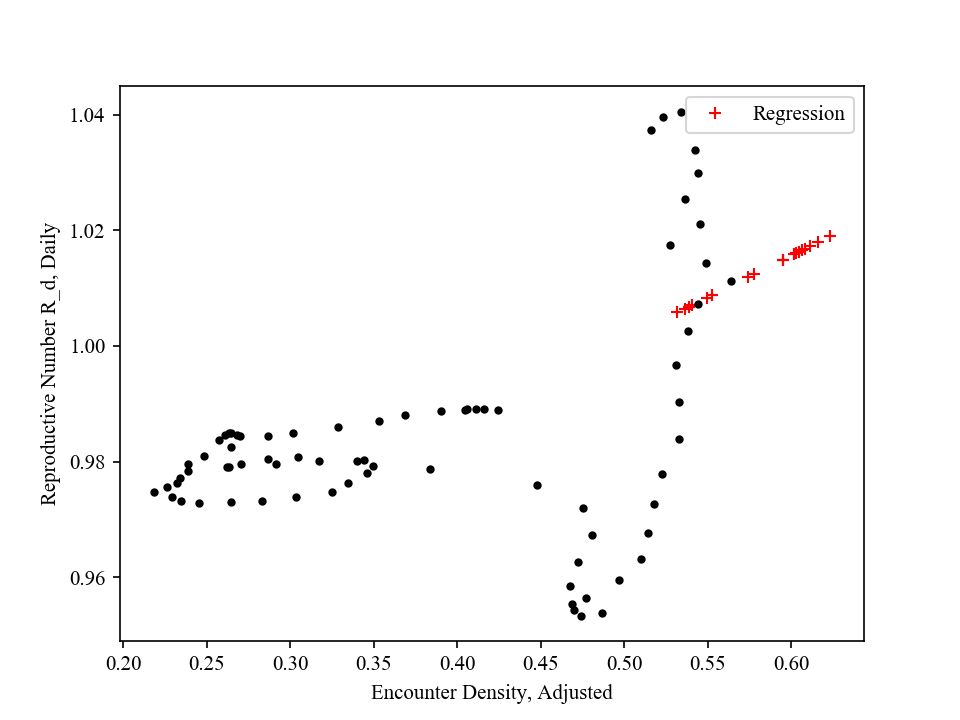 Regression
Reproductive Number R_d, Daily
1.04
1.02
1.00
0.98
0.96
0.20 0.25 0.30 0.35 0.40 0.45 0.50 0.55 0.60
Encounter Density, Adjusted